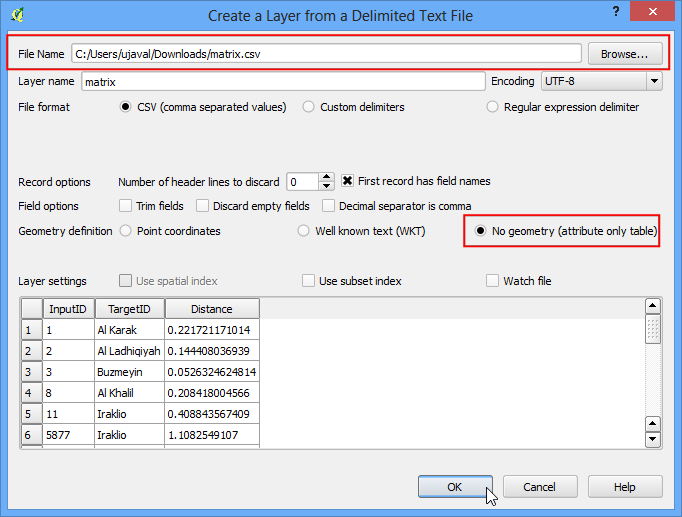 Create a Layer from a Delimited Text File
?
File Name C:/Users/ujaval/Downloads/matrix.csv Browse...
Layer name matrix Encoding UTF-8
File format CSV (comma separated values) Custom delimiters Regular expression delimiter
Record options Number of header lines to discard 0 First record has field names
Field options Trim fields Discard empty fields Decimal separator is comma
Geometry definition Point coordinates Well known text (WKT) No geometry (attribute only table)
Layer settings Use spatial index Use subset index Watch file
InputID TargetID Distance
1 1 Al Karak 0.221721171014
2 2 Al Ladhiqiyah 0.144408036939
3 3 Buzmeyin 0.0526324624814
4 8 Al Khalil 0.208418004566
5 11 Iraklio 0.408843567409
6 5877 Iraklio 1.1082549107
OK Cancel Help